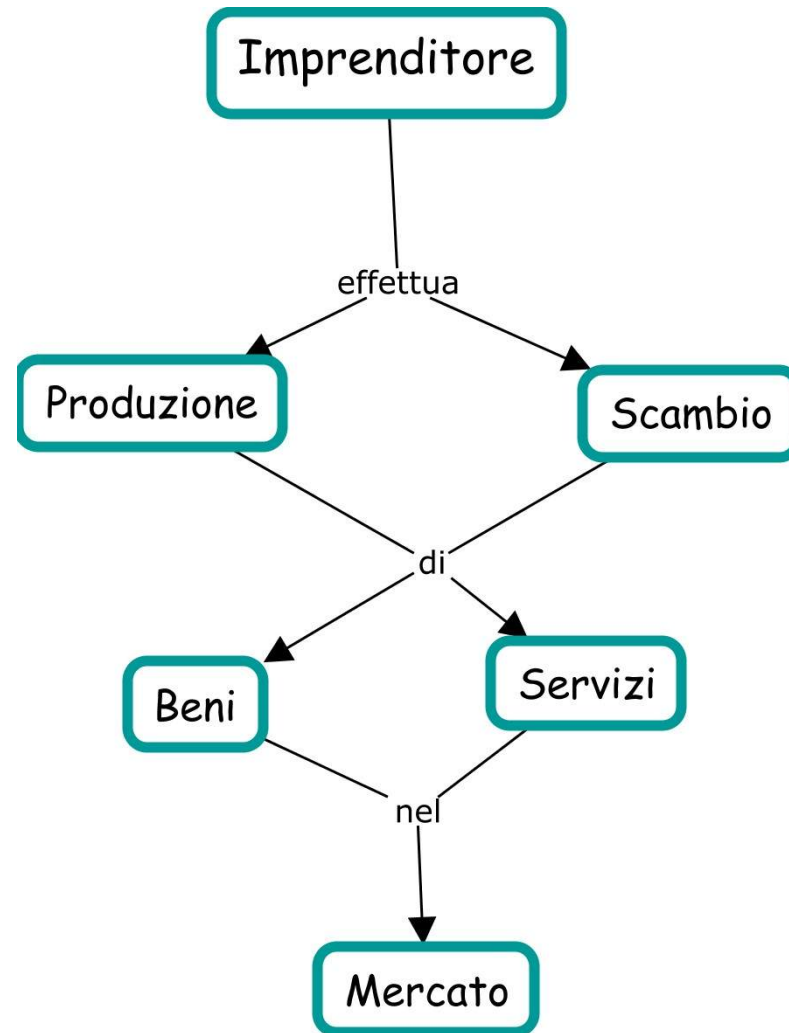 Imprenditore
effettua
Produzione
Scambio
di
Beni
Servizi
nel
Mercato